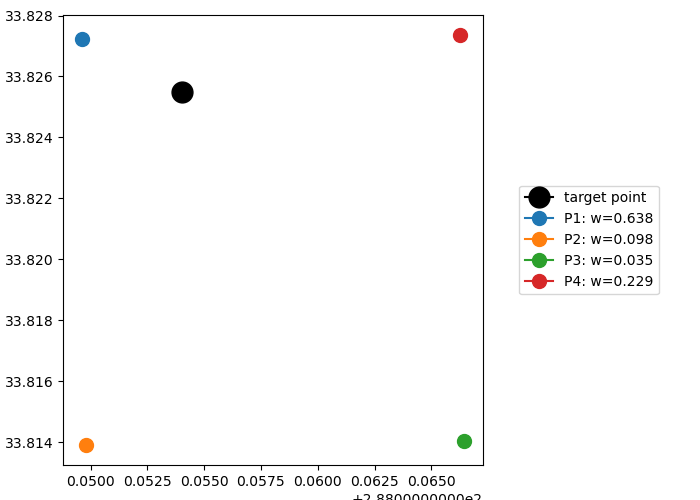 33.828
33.826
33.824
33.822
33.820
33.818
33.816
33.814
0.0500 0.0525 0.0550 0.0575 0.0600 0.0625 0.0650
+2.8800000000e2
target point
P1: w=0.638
P2: w=0.098
P3: w=0.035
P4: w=0.229